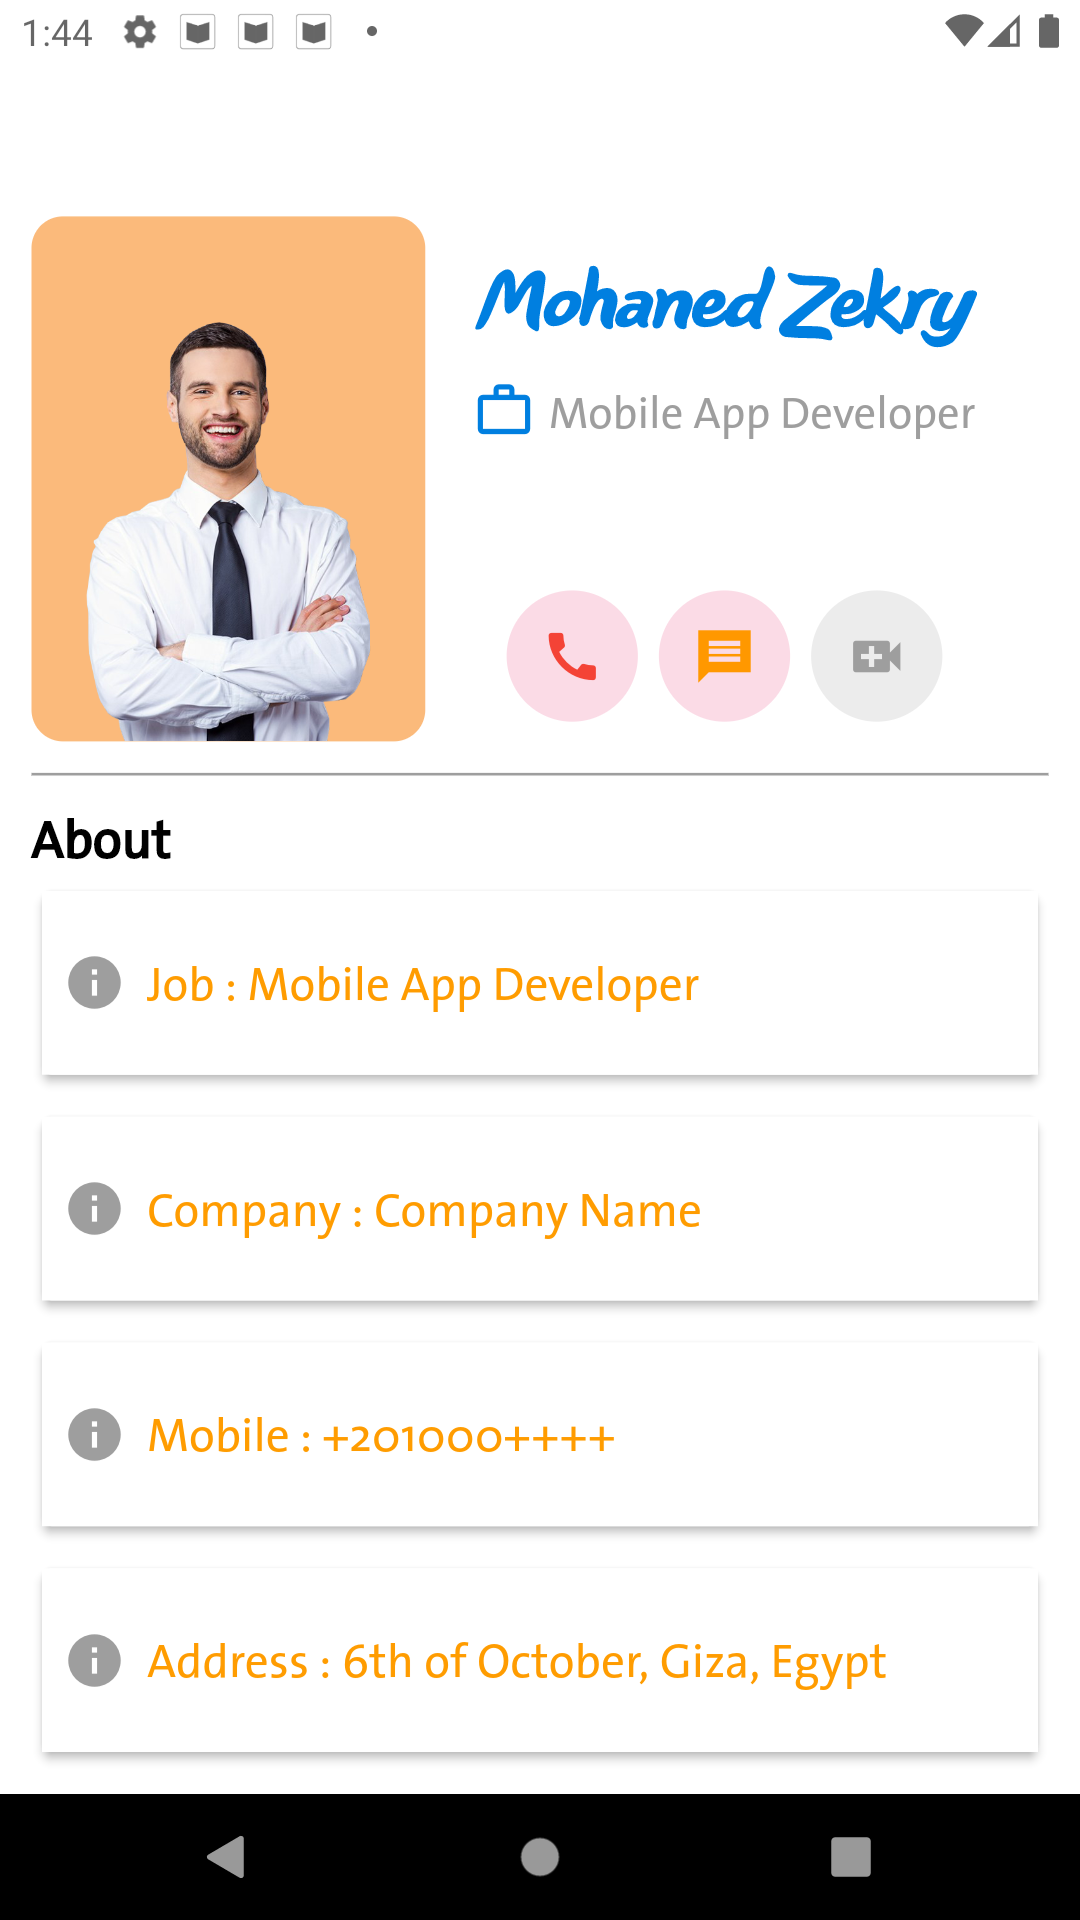 1:44
Mohaned Zekry
Mobile App Developer
About
Job : Mobile App Developer
Company : Company Name
Mobile : +201000++++
Address : 6th of October, Giza, Egypt